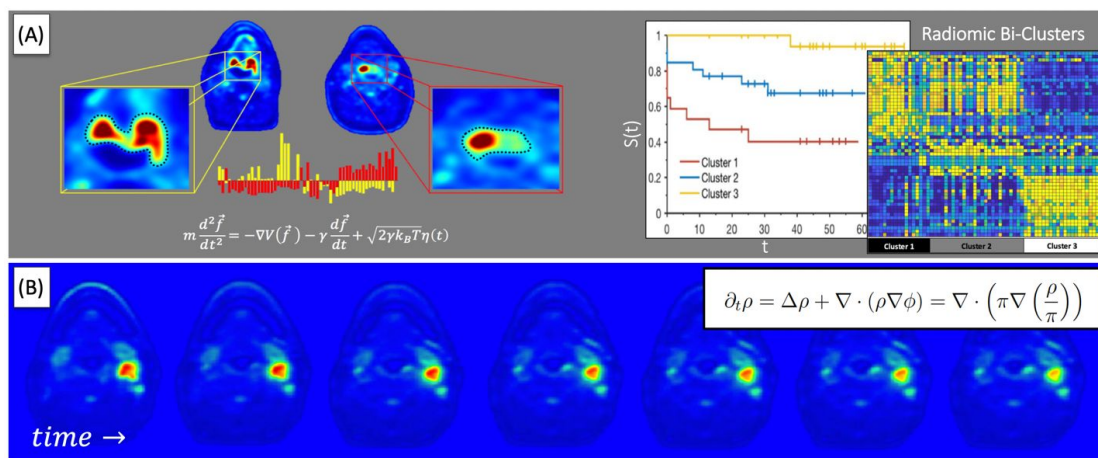 (A)
m d²f⃗/dt² = −∇V(f⃗) − γ df⃗/dt + √2γk_BTη(t)
S(t)
1
0.8
0.6
0.4
0.2
0
Cluster 1
Cluster 2
Cluster 3
0 10 20 30 40 50 60
t
Radiomic Bi-Clusters
Cluster 1 Cluster 2 Cluster 3
(B)
∂ₜρ = Δρ + ∇ · (ρ∇ϕ) = ∇ · (π∇(ρ/π))
time →